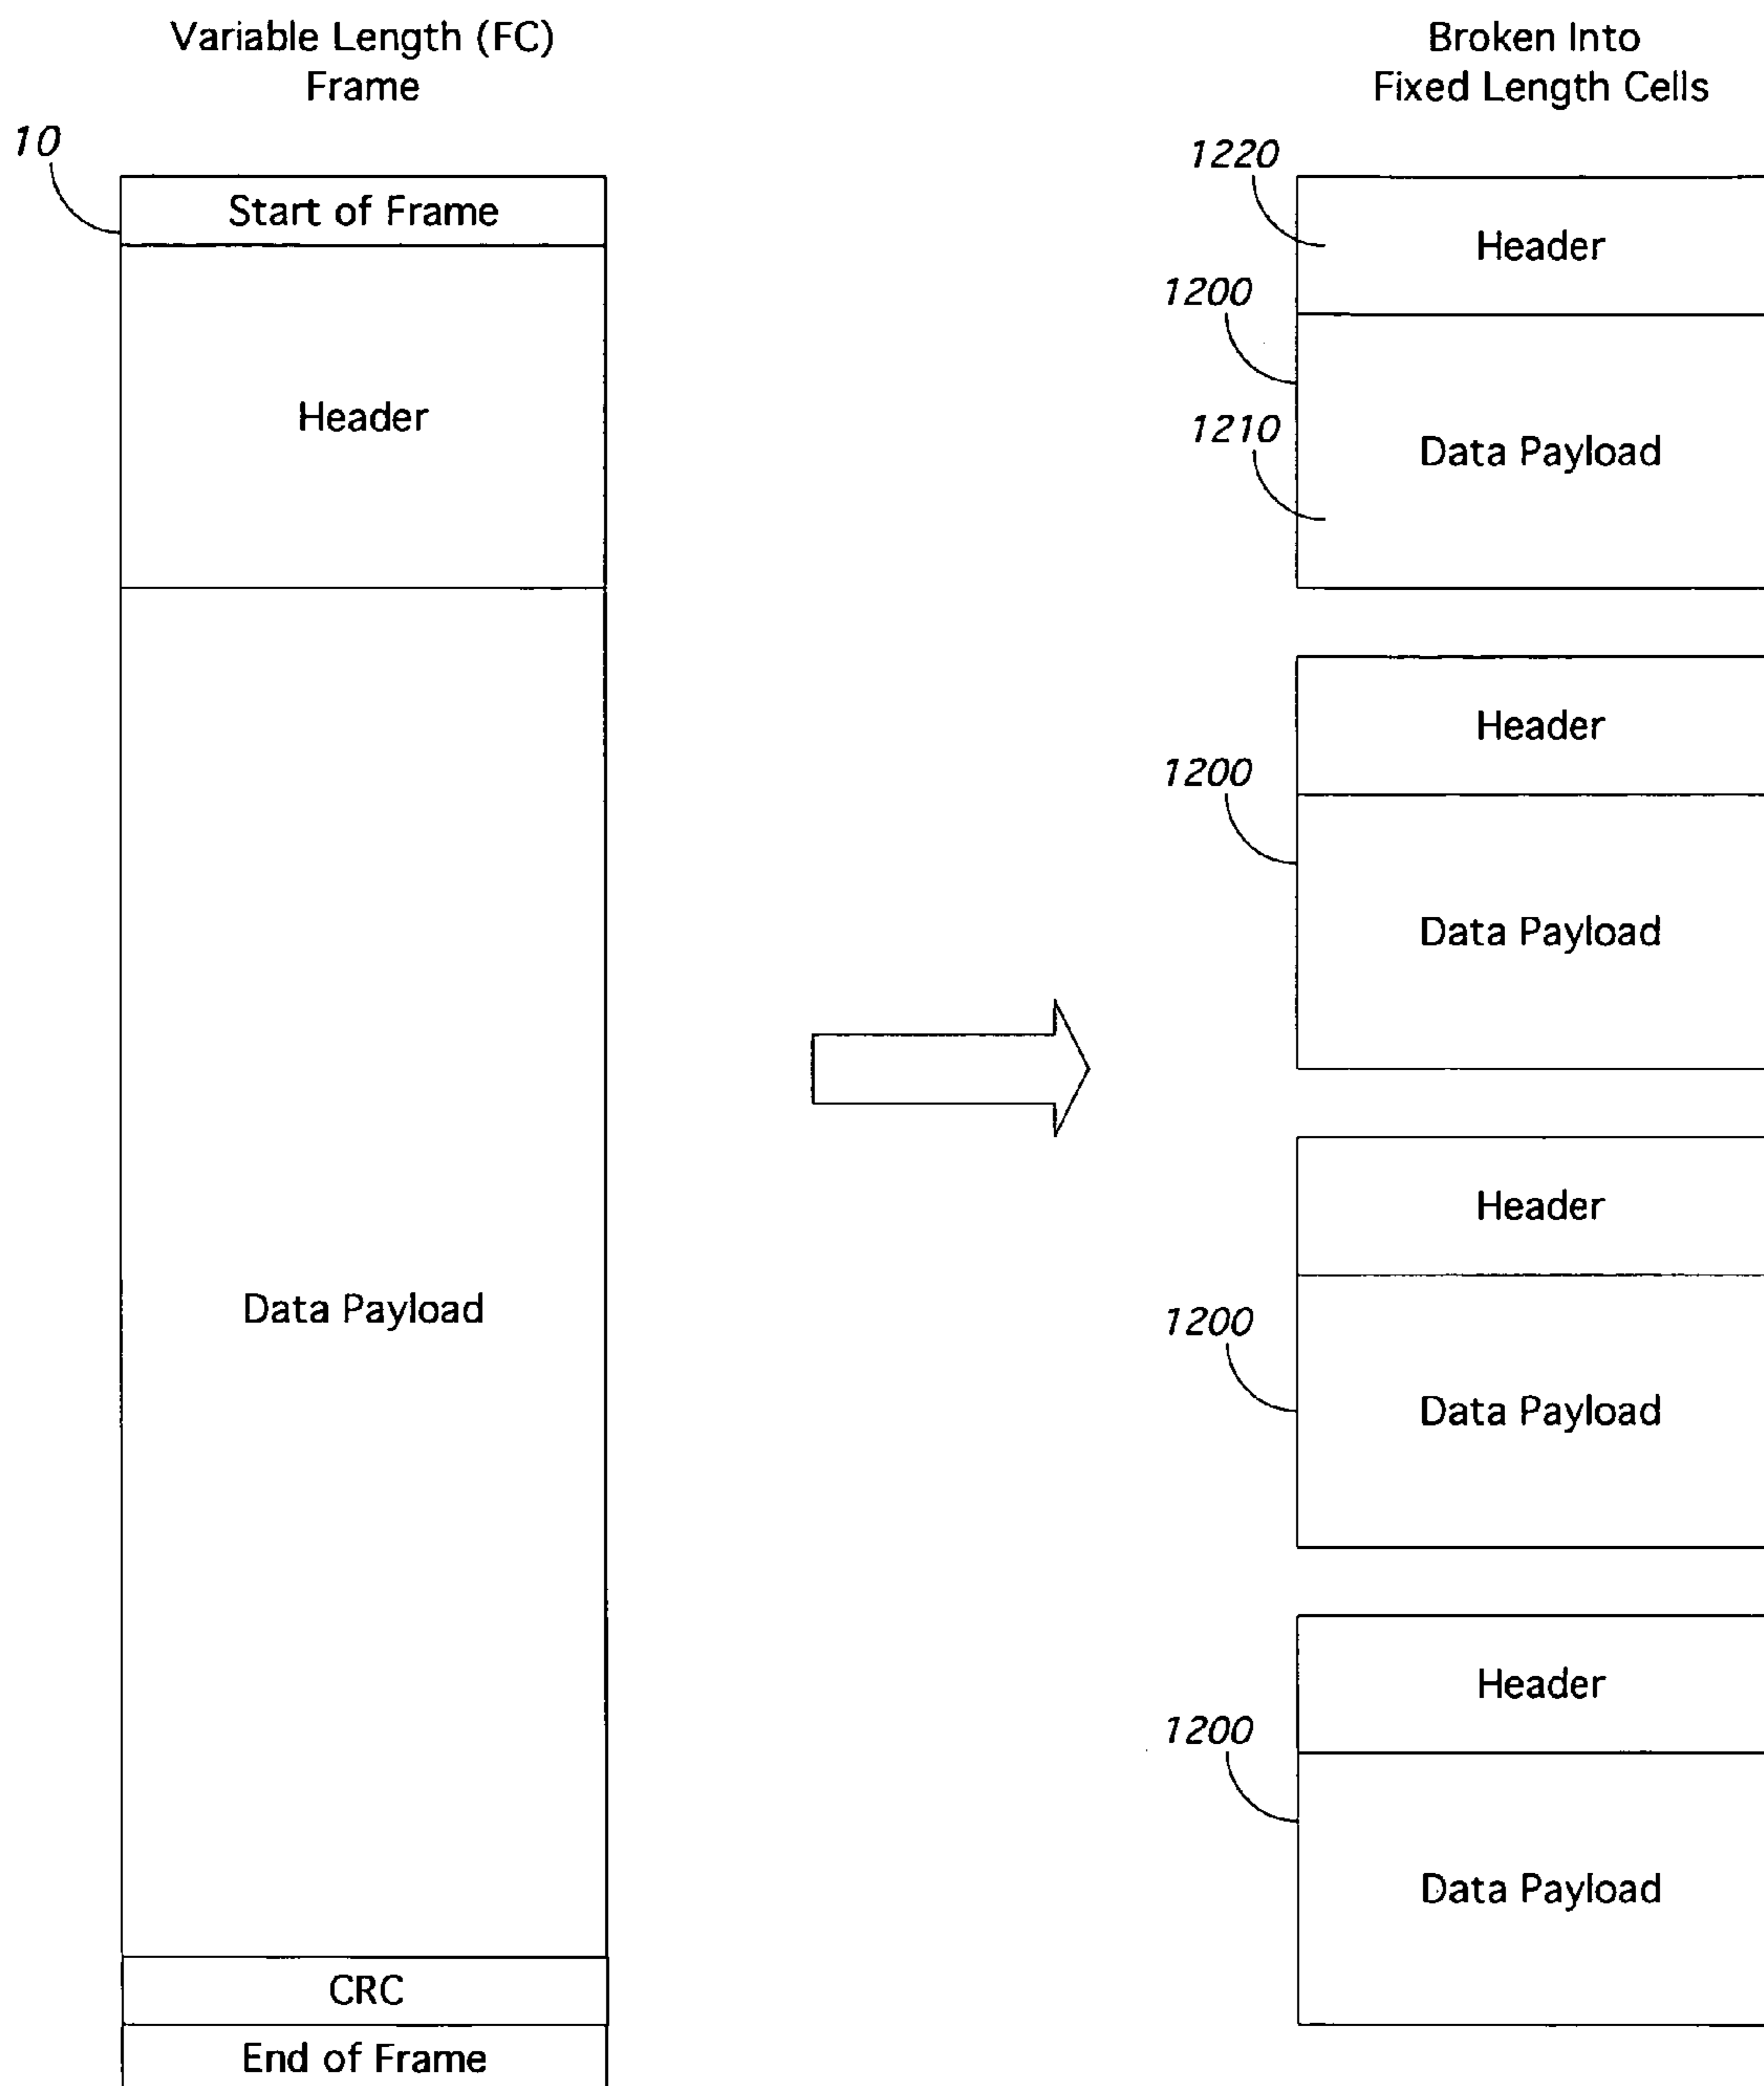 Variable Length (FC)
Frame
10
Start of Frame
Header
Data Payload
CRC
End of Frame
Broken Into
Fixed Length Cells
1220
Header
1200
1210
Data Payload
Header
1200
Data Payload
Header
1200
Data Payload
Header
1200
Data Payload